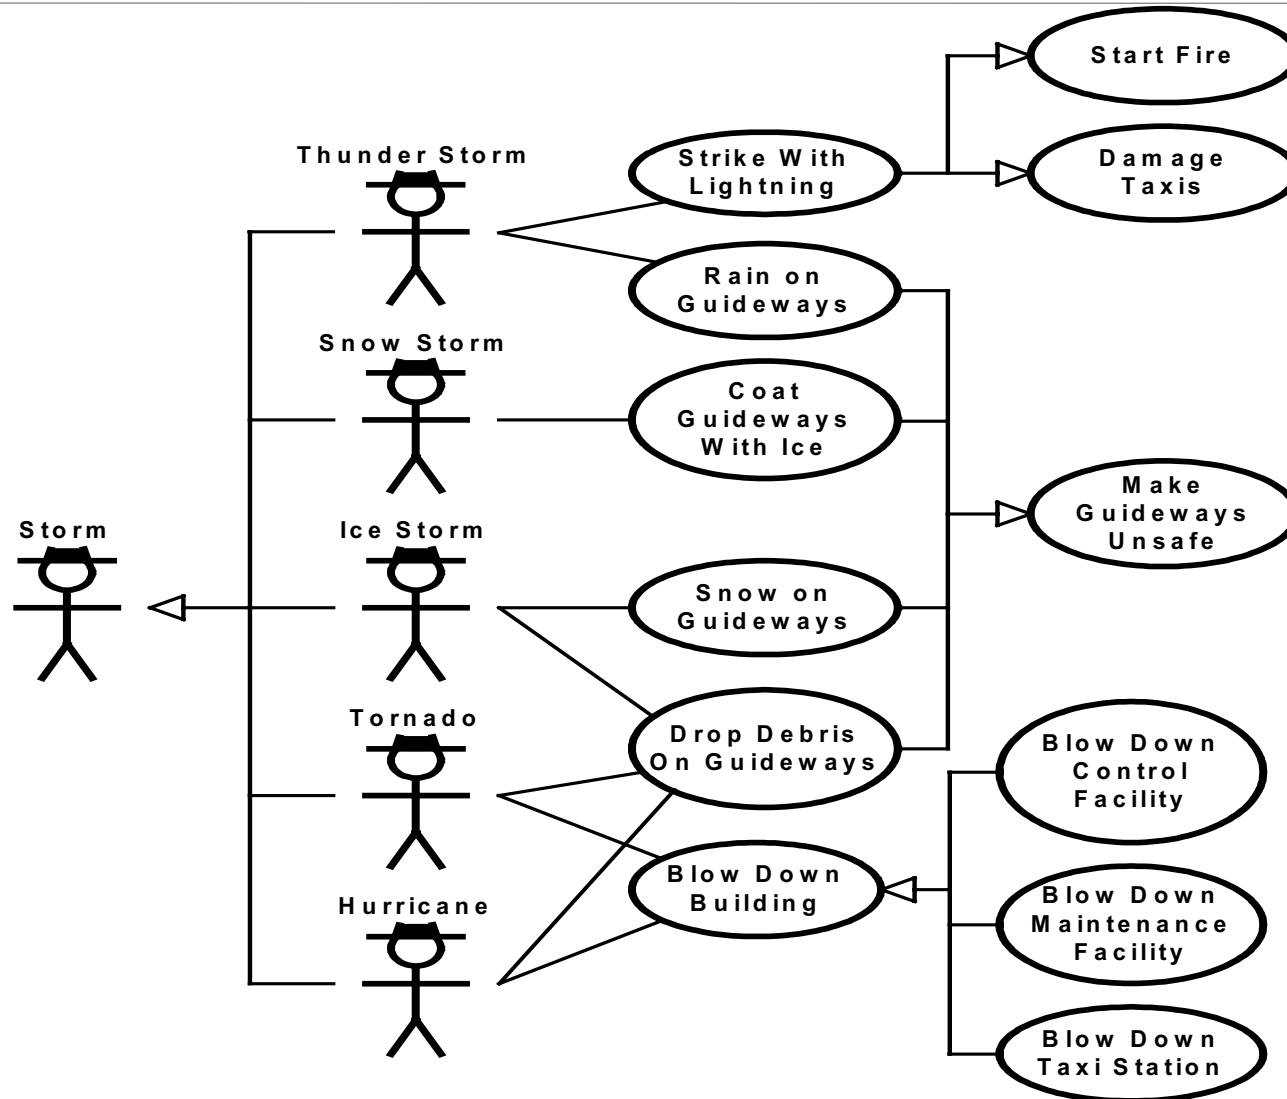 Start Fire
Thunder Storm
Strike With
Lightning
Damage
Taxis
Rain on
Guideways
Snow Storm
Coat
Guideways
With Ice
Make
Guideways
Unsafe
Storm
Ice Storm
Snow on
Guideways
Tornado
Drop Debris
On Guideways
Blow Down
Control
Facility
Hurricane
Blow Down
Building
Blow Down
Maintenance
Facility
Blow Down
Taxi Station